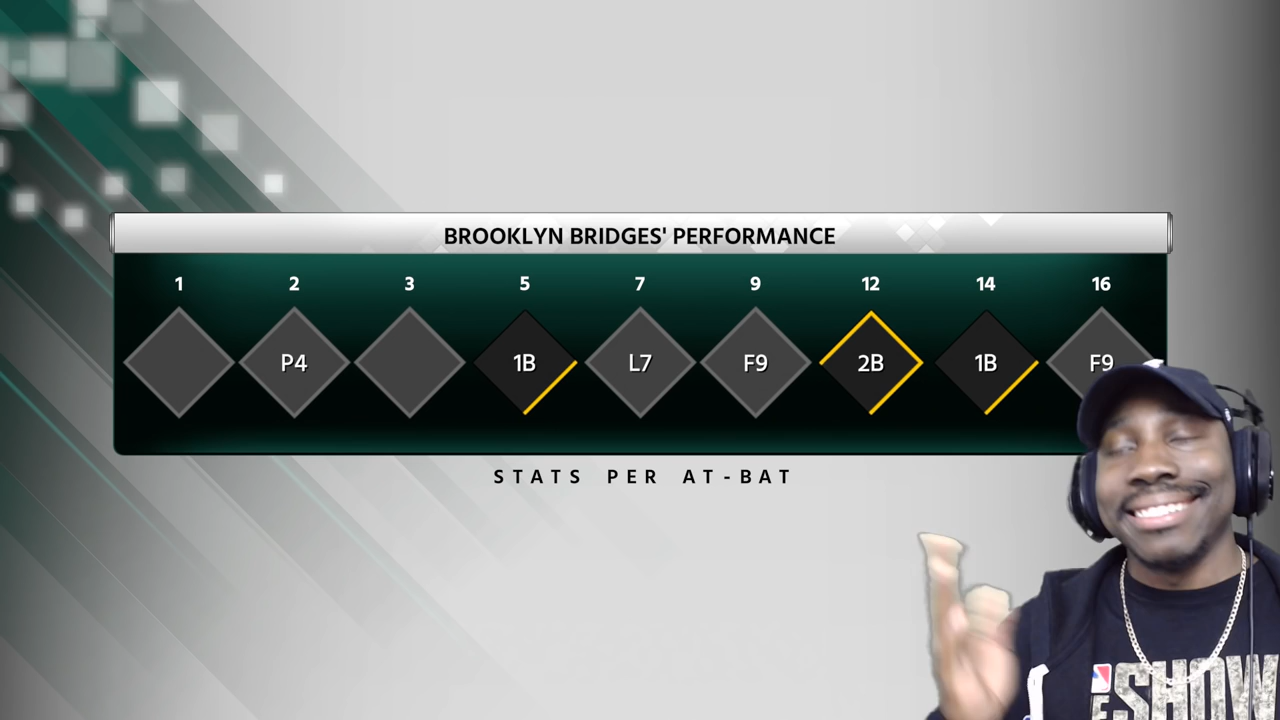 BROOKLYN BRIDGES' PERFORMANCE
1 2 3 5 7 9 12 14 16
P4 1B L7 F9 2B 1B F9
STATS PER AT-BAT
SHOW